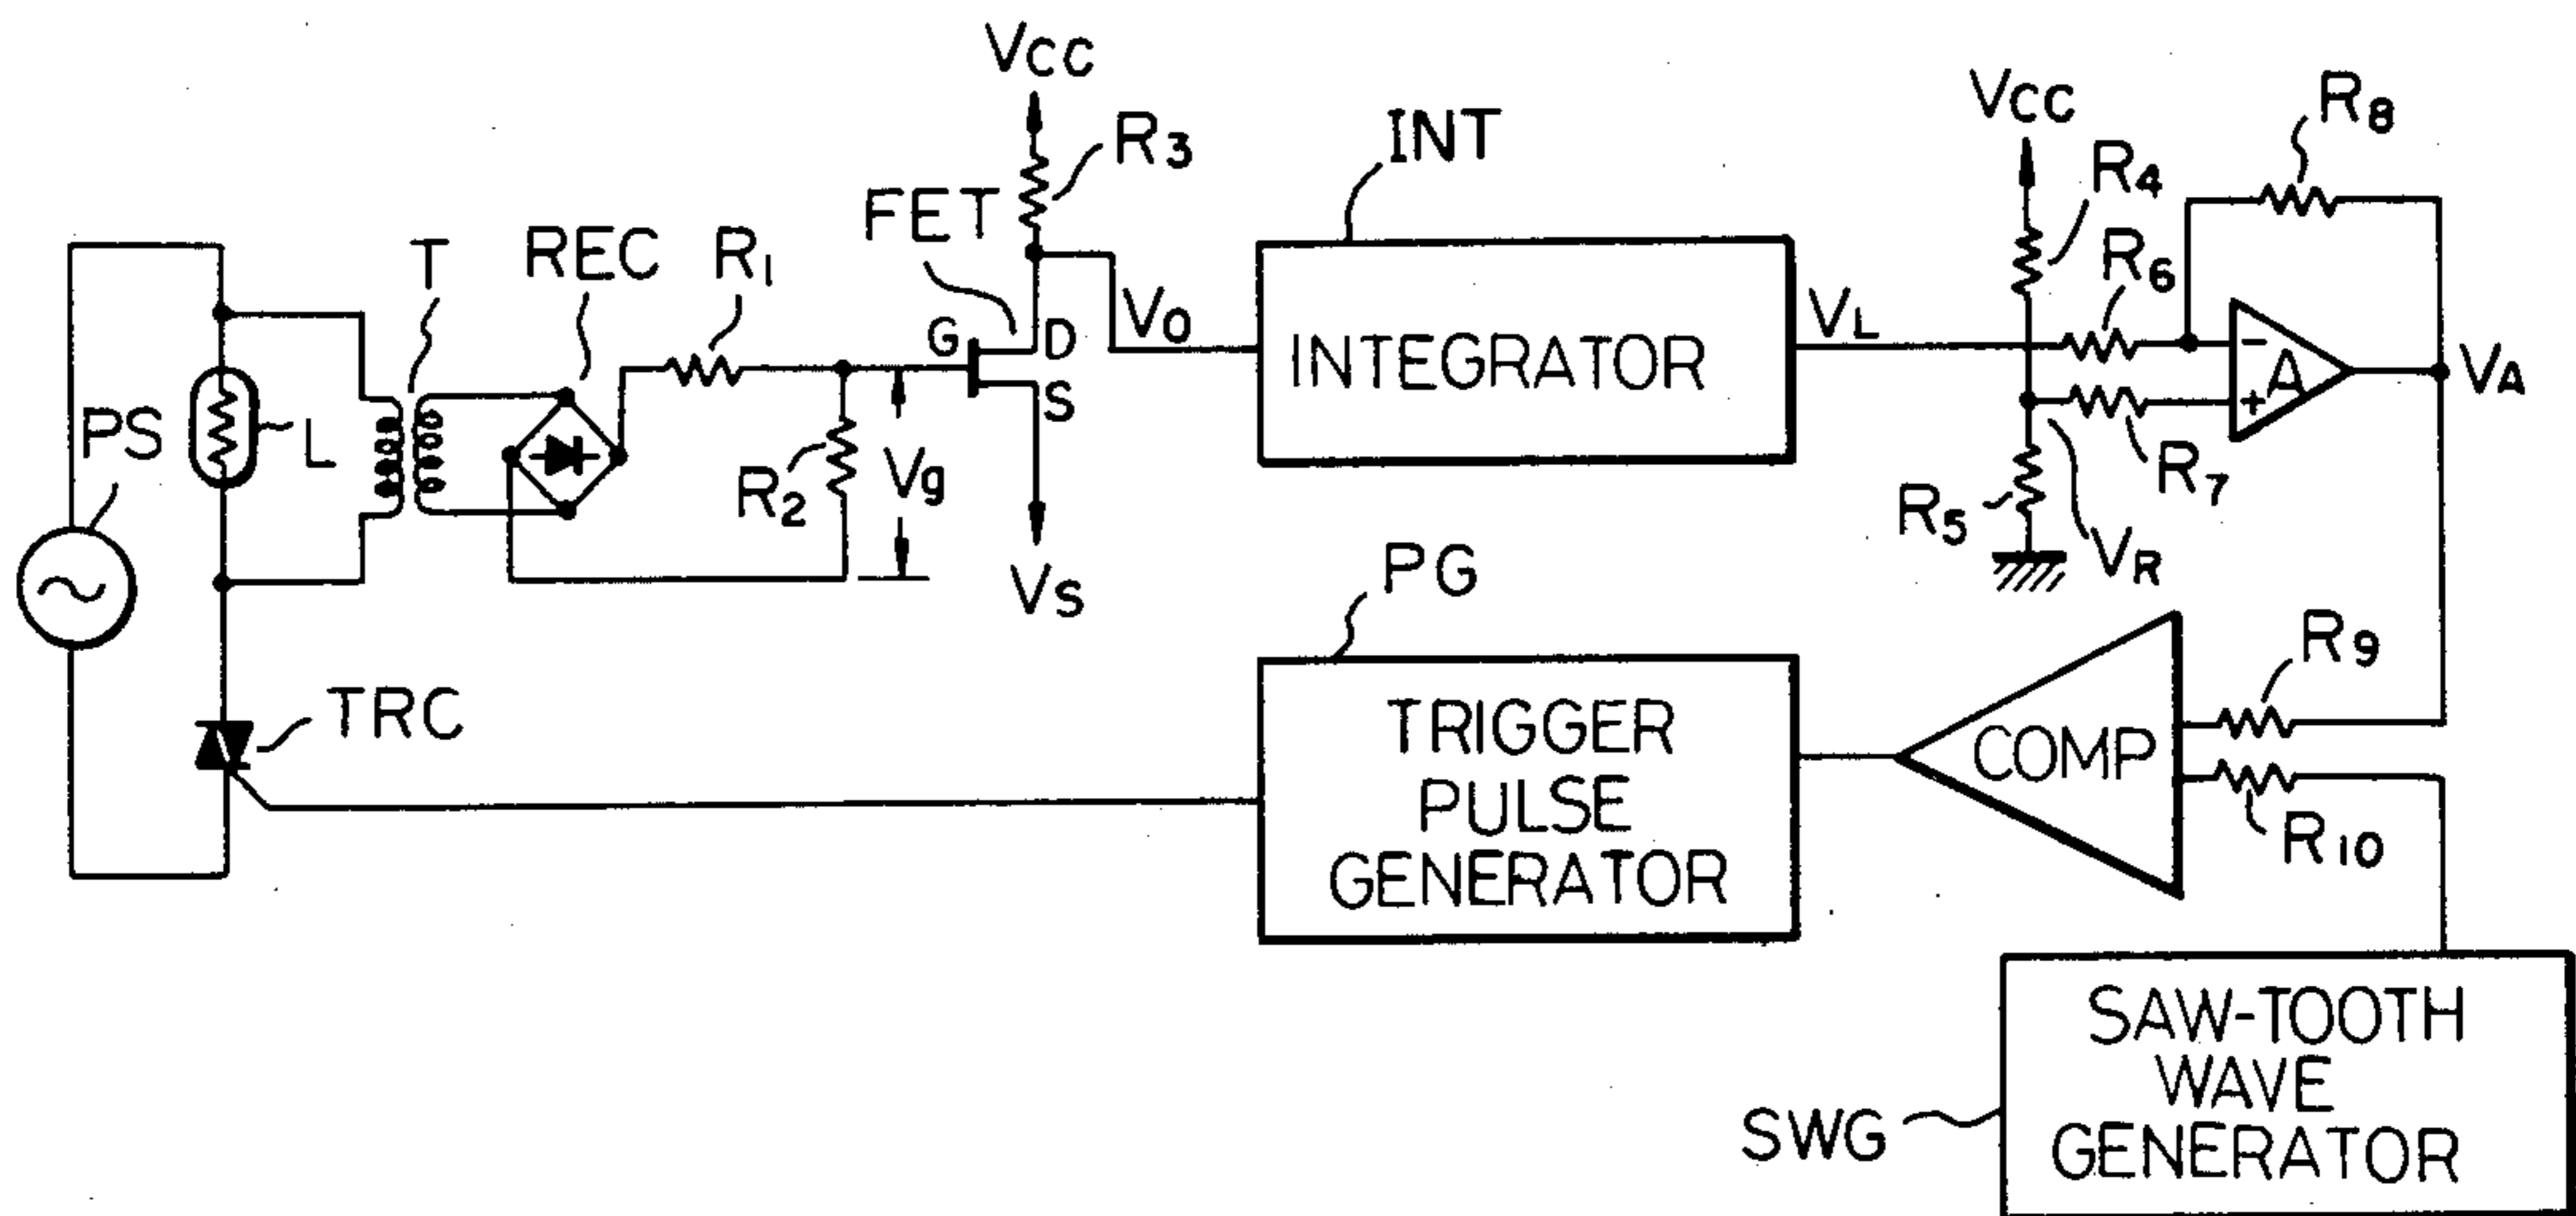 VCC
R3
FET
G
D
S
VO
VS
INT
INTEGRATOR
VL
VCC
R4
R8
R6
R7
R5
VR
A
-
+
VA
T
REC
R1
R2
Vg
PS
L
TRC
PG
TRIGGER
PULSE
GENERATOR
COMP
R9
R10
SAW-TOOTH
WAVE
GENERATOR
SWG